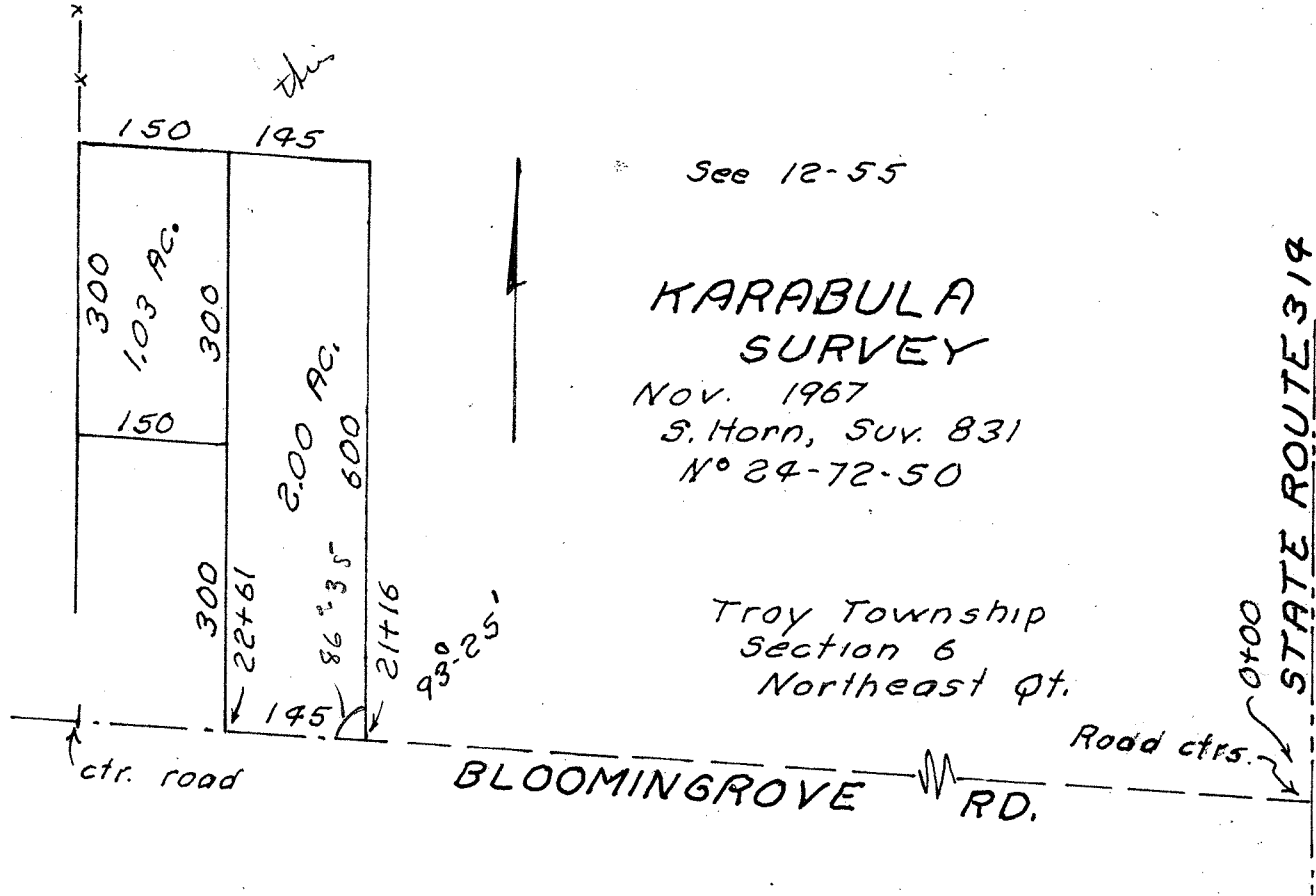 this
150
145
See 12-55
300
1.03 AC.
300
KARABULA
SURVEY
Nov. 1967
S. Horn, Suv. 831
Nº 24-72-50
150
2.00 AC.
600
STATE ROUTE 314
300
22+61
86°-35
21+16
93°-25'
Troy Township
Section 6
Northeast Qt.
0+00
145
Road ctrs.
ctr. road
BLOOMINGROVE RD.